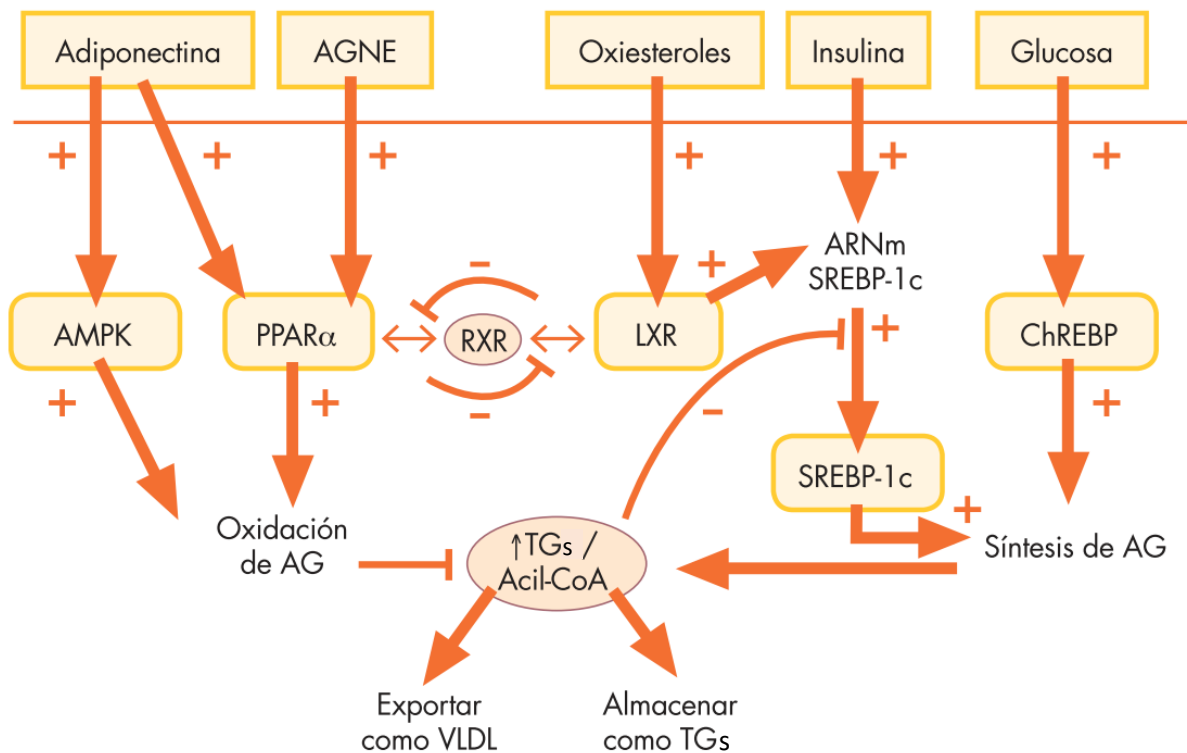 Adiponectina
AGNE
Oxiesteroles
Insulina
Glucosa
+
+
+
+
+
+
ARNm
SREBP-1c
+
–
AMPK
PPARα
RXR
LXR
+
ChREBP
+
+
–
–
+
SREBP-1c
+
Oxidación
de AG
↑TGs /
Acil-CoA
Síntesis de AG
Exportar
como VLDL
Almacenar
como TGs